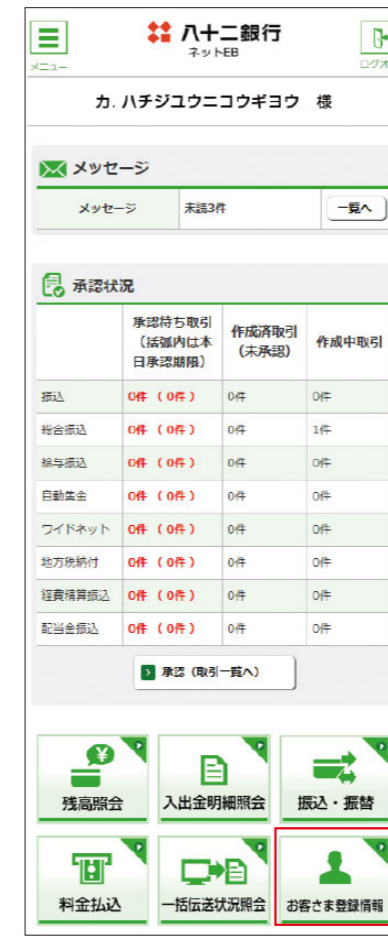 八十二銀行
ネットEB
メニュー
ログオ
カ. ハチジユウニコウギヨウ 様
メッセージ
メッセージ 未読3件 一覧へ
承認状況
承認待ち取引
(括弧内は本
日承認期限)
作成済取引
(未承認)
作成中取引
振込 0件 (0件) 0件 0件
総合振込 0件 (0件) 0件 1件
給与振込 0件 (0件) 0件 0件
自動集金 0件 (0件) 0件 0件
ワイドネット 0件 (0件) 0件 0件
地方税納付 0件 (0件) 0件 0件
経費精算振込 0件 (0件) 0件 0件
配当金振込 0件 (0件) 0件 0件
承認(取引一覧へ)
残高照会 入出金明細照会 振込・振替
料金払込 一括伝送状況照会 お客さま登録情報